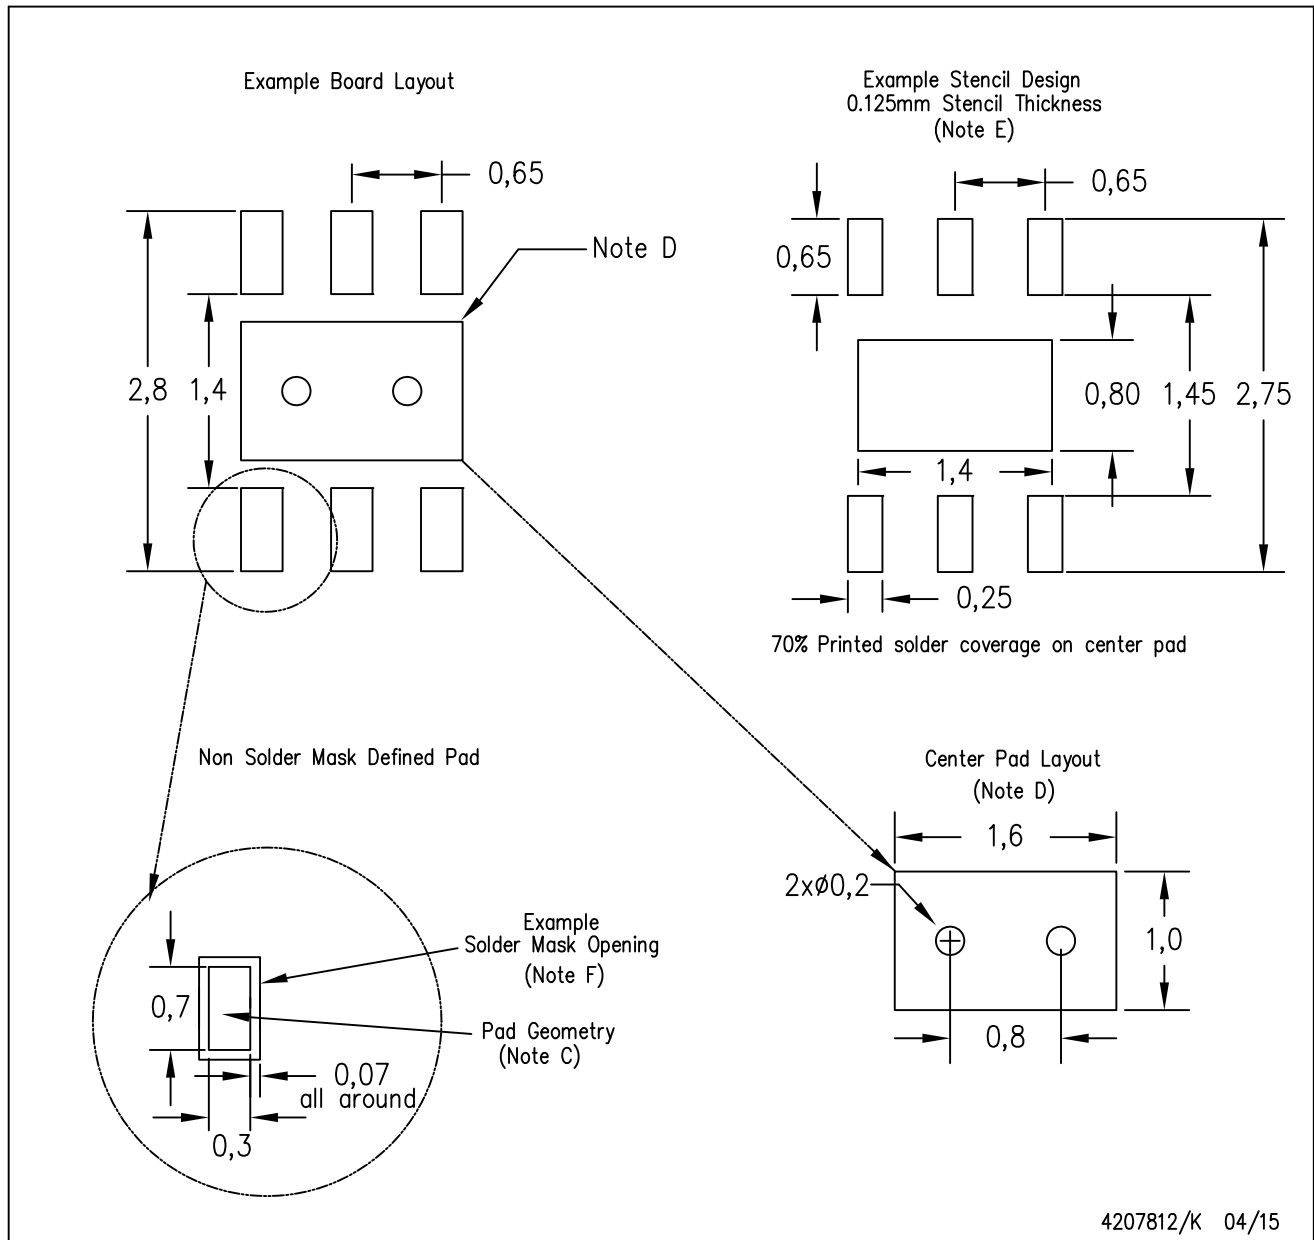 Example Board Layout
0,65
Note D
2,8
1,4
Example Stencil Design
0.125mm Stencil Thickness
(Note E)
0,65
0,65
0,80
1,45
2,75
1,4
0,25
70% Printed solder coverage on center pad
Non Solder Mask Defined Pad
Example
Solder Mask Opening
(Note F)
0,7
Pad Geometry
(Note C)
0,07
all around
0,3
Center Pad Layout
(Note D)
1,6
2xø0,2
1,0
0,8
4207812/K 04/15